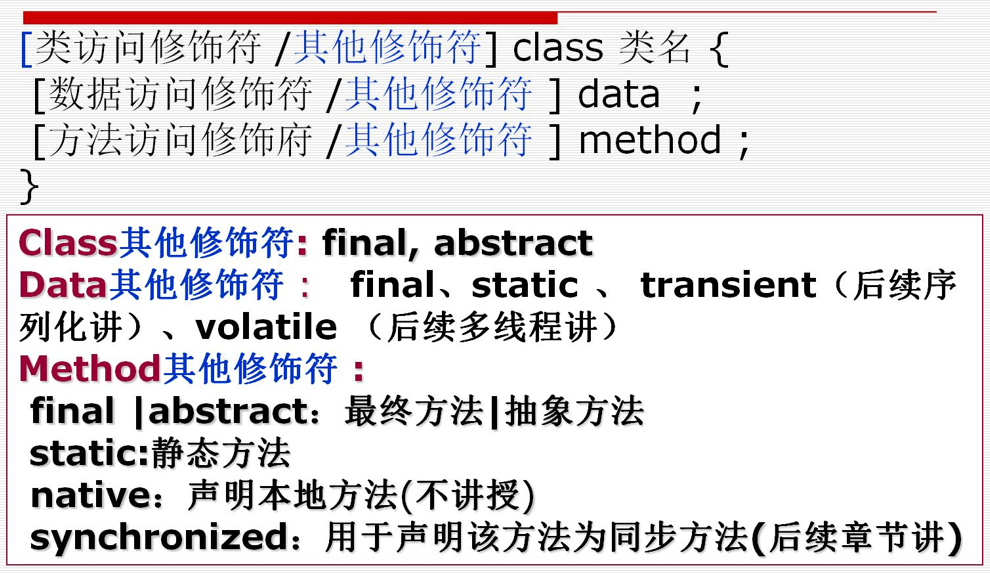 [类访问修饰符 /其他修饰符] class 类名 {
[数据访问修饰符 /其他修饰符 ] data ;
[方法访问修饰府 /其他修饰符 ] method ;
}
Class其他修饰符: final, abstract
Data其他修饰符： final、static 、 transient（后续序
列化讲）、volatile （后续多线程讲）
Method其他修饰符：
final |abstract：最终方法|抽象方法
static:静态方法
native：声明本地方法(不讲授)
synchronized：用于声明该方法为同步方法(后续章节讲)